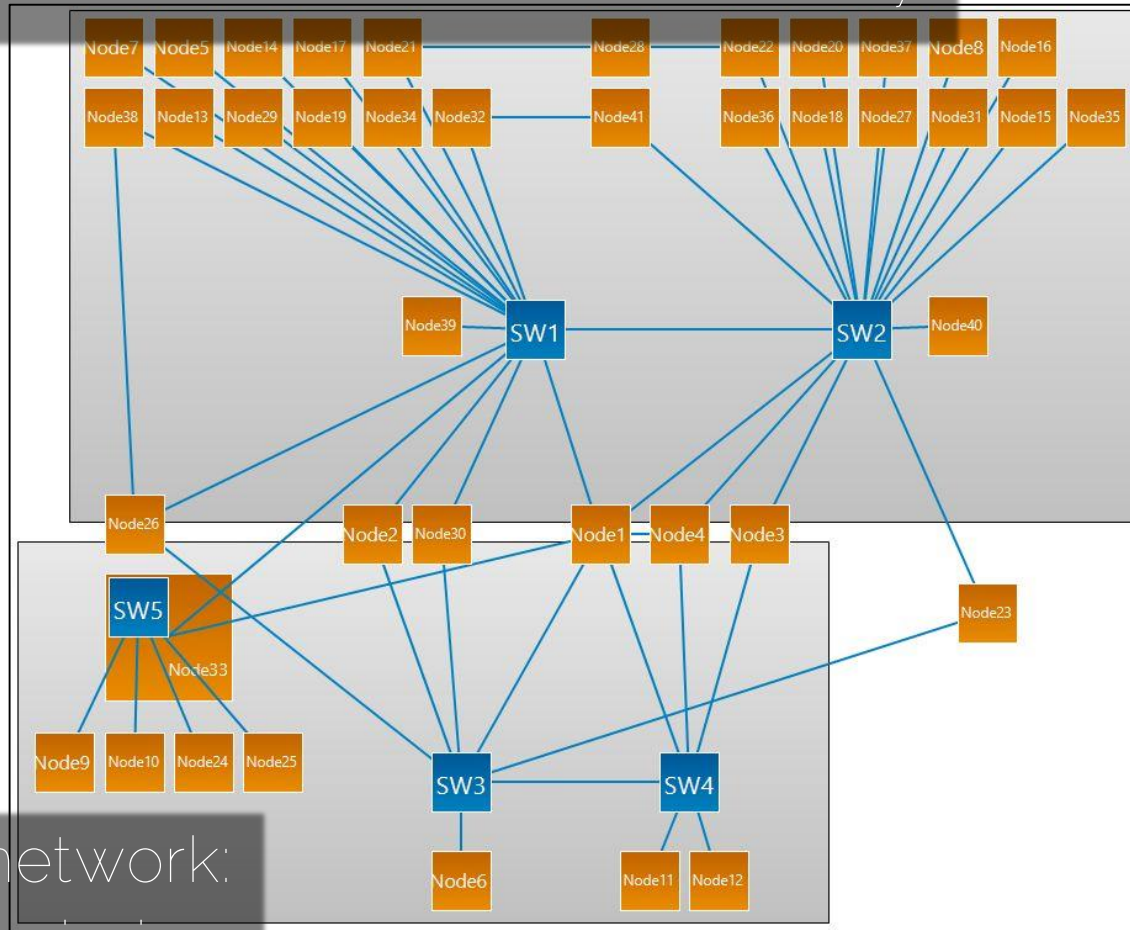 Node7 Node5 Node14 Node17 Node21 Node28 Node22 Node20 Node37 Node8 Node16
Node38 Node13 Node29 Node19 Node34 Node32 Node41 Node36 Node18 Node27 Node31 Node15 Node35
Node39 SW1 SW2 Node40
Node26 Node2 Node30 Node1 Node4 Node3
SW5 Node23
Node33
Node9 Node10 Node24 Node25 SW3 SW4
network:
Node6 Node11 Node12